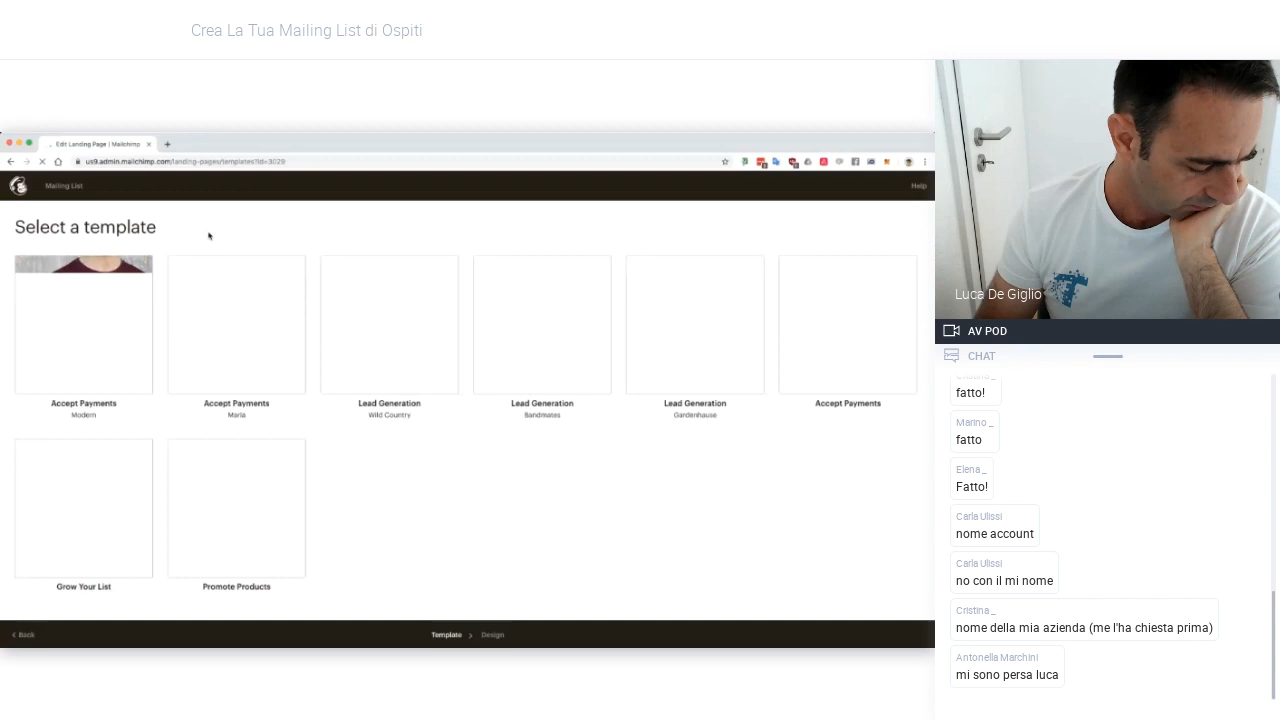 Crea La Tua Mailing List di Ospiti
Edit Landing Page | Mailchimp
us9.admin.mailchimp.com/landing-pages/templates?id=3029
Mailing List
Help
Select a template
Accept Payments
Modern
Accept Payments
Maria
Lead Generation
Wild Country
Lead Generation
Bandmates
Lead Generation
Gardenhouse
Accept Payments
Grow Your List
Promote Products
Back
Template
Design
Luca De Giglio
AV POD
CHAT
Cristina _
fatto!
Marino _
fatto
Elena _
Fatto!
Carla Ulissi
nome account
Carla Ulissi
no con il mi nome
Cristina _
nome della mia azienda (me l'ha chiesta prima)
Antonella Marchini
mi sono persa luca